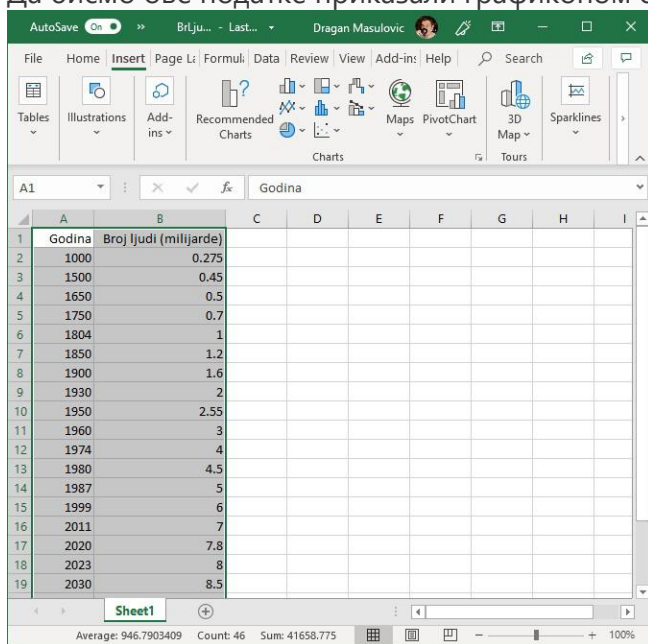 AutoSave On BrLju... - Last... Dragan Masulovic
File Home Insert Page La Formula Data Review View Add-ins Help Search
Tables
Illustrations
Add-
ins
Recommended
Charts
Maps
PivotChart
3D
Map
Sparklines
Charts Tours
A1 fx Godina
A B C D E F G H I
1 Godina Broj ljudi (milijarde)
2 1000 0.275
3 1500 0.45
4 1650 0.5
5 1750 0.7
6 1804 1
7 1850 1.2
8 1900 1.6
9 1930 2
10 1950 2.55
11 1960 3
12 1974 4
13 1980 4.5
14 1987 5
15 1999 6
16 2011 7
17 2020 7.8
18 2023 8
19 2030 8.5
Sheet1
Average: 946.7903409 Count: 46 Sum: 41658.775 100%